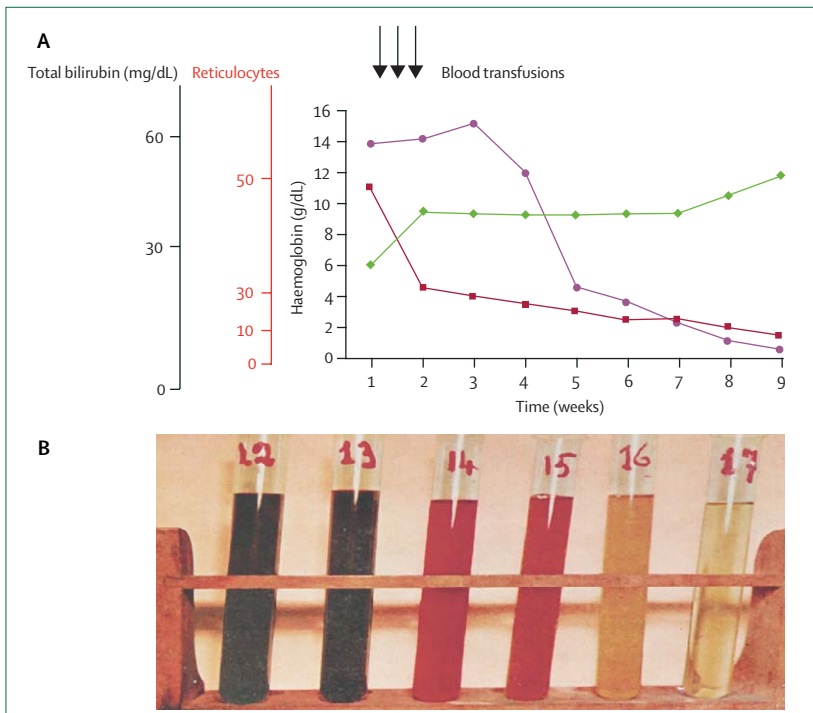 A
Total bilirubin (mg/dL) Reticulocytes Blood transfusions
60
30
0
50
30
10
0
Haemoglobin (g/dL)
16
14
12
10
8
6
4
2
0
1 2 3 4 5 6 7 8 9
Time (weeks)
B
12 13 14 15 16 17